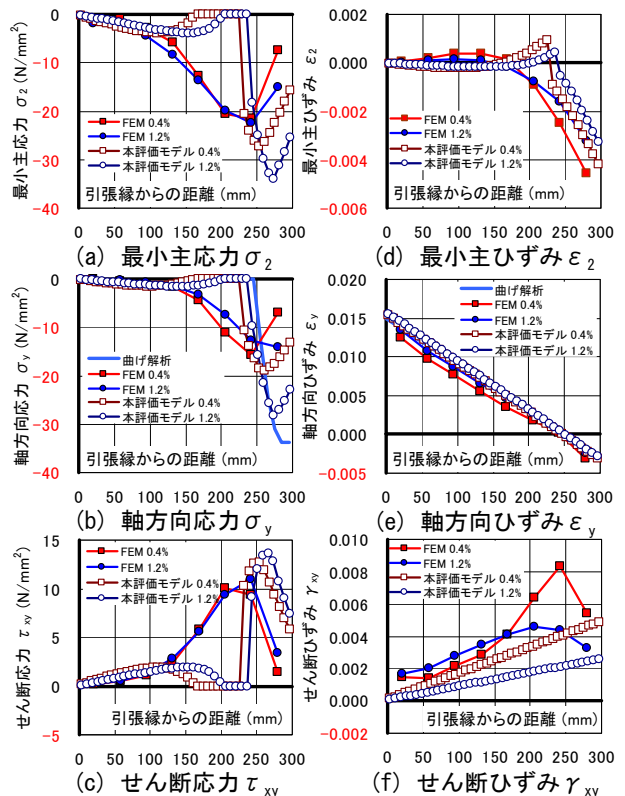 最小主応力 σ2 (N/mm²)
0
-10
-20
-30
-40
FEM 0.4%
FEM 1.2%
本評価モデル 0.4%
本評価モデル 1.2%
引張縁からの距離 (mm)
0 50 100 150 200 250 300
(a) 最小主応力σ2
最小主ひずみ ε2
0.002
0.000
-0.002
-0.004
-0.006
FEM 0.4%
FEM 1.2%
本評価モデル 0.4%
本評価モデル 1.2%
引張縁からの距離 (mm)
0 50 100 150 200 250 300
(d) 最小主ひずみε2
軸方向応力 σy (N/mm²)
0
-10
-20
-30
-40
曲げ解析
FEM 0.4%
FEM 1.2%
本評価モデル 0.4%
本評価モデル 1.2%
引張縁からの距離 (mm)
0 50 100 150 200 250 300
(b) 軸方向応力σy
軸方向ひずみ εy
0.020
0.015
0.010
0.005
0.000
-0.005
曲げ解析
FEM 0.4%
FEM 1.2%
本評価モデル 0.4%
本評価モデル 1.2%
引張縁からの距離 (mm)
0 50 100 150 200 250 300
(e) 軸方向ひずみεy
せん断応力 τxy (N/mm²)
15
10
5
0
-5
FEM 0.4%
FEM 1.2%
本評価モデル 0.4%
本評価モデル 1.2%
引張縁からの距離 (mm)
0 50 100 150 200 250 300
(c) せん断応力τxy
せん断ひずみ γxy
0.010
0.008
0.006
0.004
0.002
0.000
-0.002
FEM 0.4%
FEM 1.2%
本評価モデル 0.4%
本評価モデル 1.2%
引張縁からの距離 (mm)
0 50 100 150 200 250 300
(f) せん断ひずみγxy